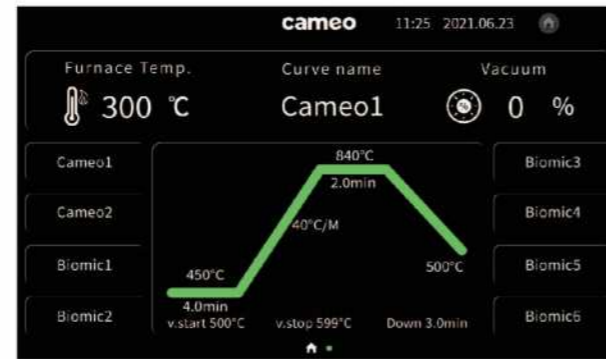 cameo 11:25 2021.06.23
Furnace Temp. Curve name Vacuum
300 ℃ Cameo1 0 %
Cameo1
Cameo2
Biomic1
Biomic2
840°C
2.0min
40°C/M
450°C
4.0min
500°C
v.start 500°C v.stop 599°C Down 3.0min
Biomic3
Biomic4
Biomic5
Biomic6